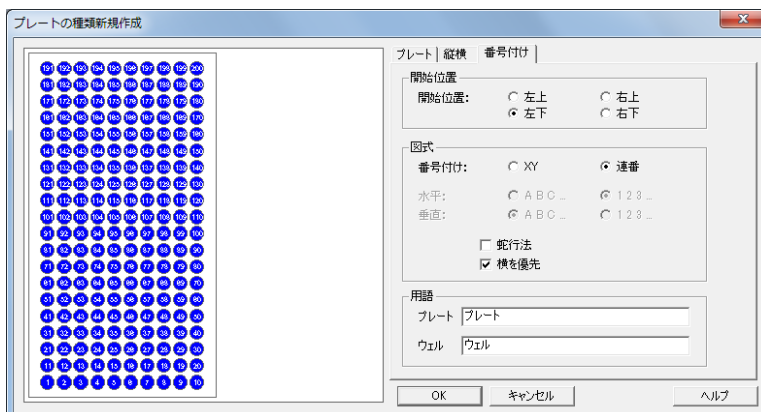 プレートの種類新規作成
プレート 縦横 番号付け
開始位置
開始位置: 左上 右上
左下 右下
図式
番号付け: XY 連番
水平: A B C ... 1 2 3 ...
垂直: A B C ... 1 2 3 ...
蛇行法
横を優先
用語
プレート プレート
ウェル ウェル
OK キャンセル ヘルプ
191 192 193 194 195 196 197 198 199 200
181 182 183 184 185 186 187 188 189 190
171 172 173 174 175 176 177 178 179 180
161 162 163 164 165 166 167 168 169 170
151 152 153 154 155 156 157 158 159 160
141 142 143 144 145 146 147 148 149 150
131 132 133 134 135 136 137 138 139 140
121 122 123 124 125 126 127 128 129 130
111 112 113 114 115 116 117 118 119 120
101 102 103 104 105 106 107 108 109 110
91 92 93 94 95 96 97 98 99 100
81 82 83 84 85 86 87 88 89 90
71 72 73 74 75 76 77 78 79 80
61 62 63 64 65 66 67 68 69 70
51 52 53 54 55 56 57 58 59 60
41 42 43 44 45 46 47 48 49 50
31 32 33 34 35 36 37 38 39 40
21 22 23 24 25 26 27 28 29 30
11 12 13 14 15 16 17 18 19 20
1 2 3 4 5 6 7 8 9 10